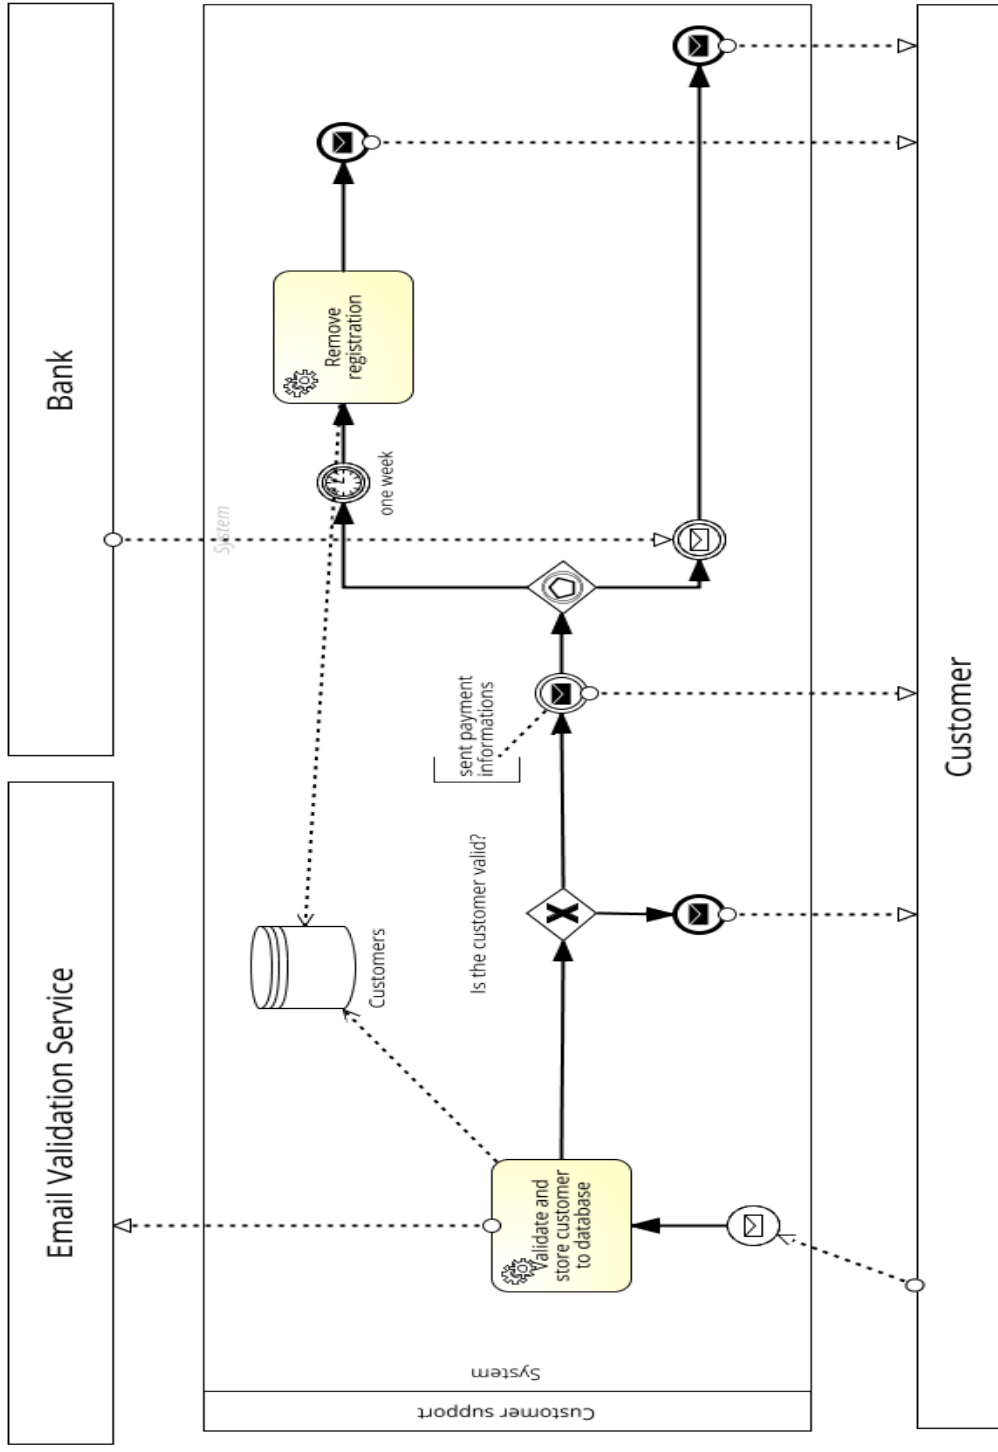 Email Validation Service
Bank
System
Customer support
System
Validate and
store customer
to database
Customers
Is the customer valid?
sent payment
informations
one week
Remove
registration
Customer